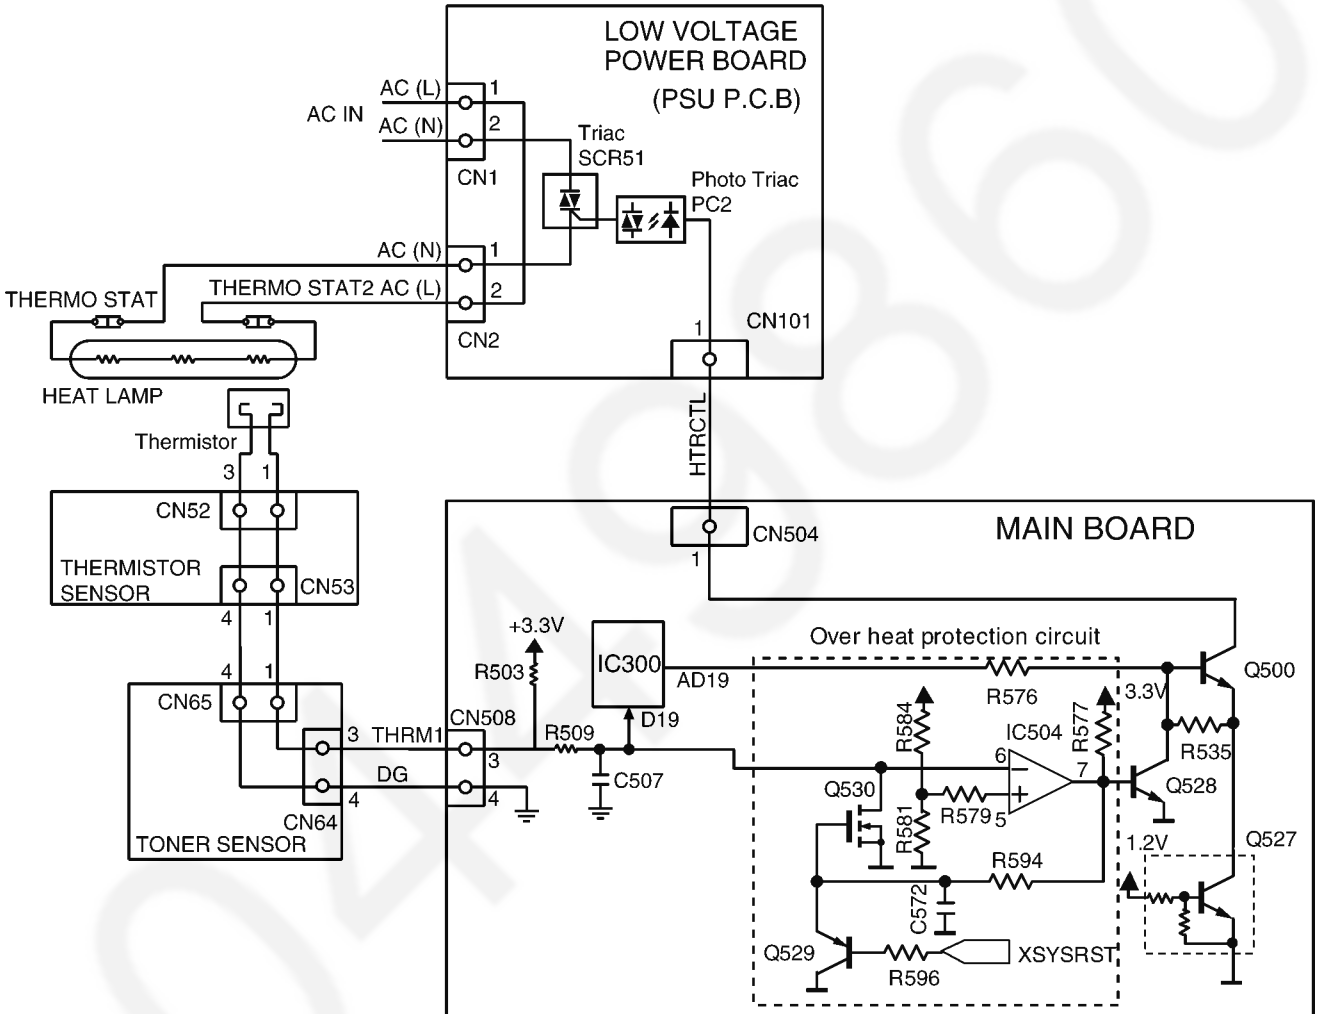 LOW VOLTAGE
POWER BOARD
(PSU P.C.B)
AC (L)
1
AC IN
AC (N)
2
CN1
Triac
SCR51
Photo Triac
PC2
AC (N)
1
THERMO STAT2 AC (L)
2
CN2
THERMO STAT
HEAT LAMP
1
CN101
HTRCTL
Thermistor
3
1
CN52
THERMISTOR
SENSOR
CN53
4
1
4
1
CN65
3
4
CN64
TONER SENSOR
THRM1
DG
CN504
1
MAIN BOARD
+3.3V
R503
IC300
AD19
D19
CN508
3
4
R509
C507
Over heat protection circuit
R576
R584
IC504
R577
3.3V
6
7
5
Q530
R581
R579
R594
C572
Q529
R596
XSYSRST
Q500
R535
Q528
1.2V
Q527
044986